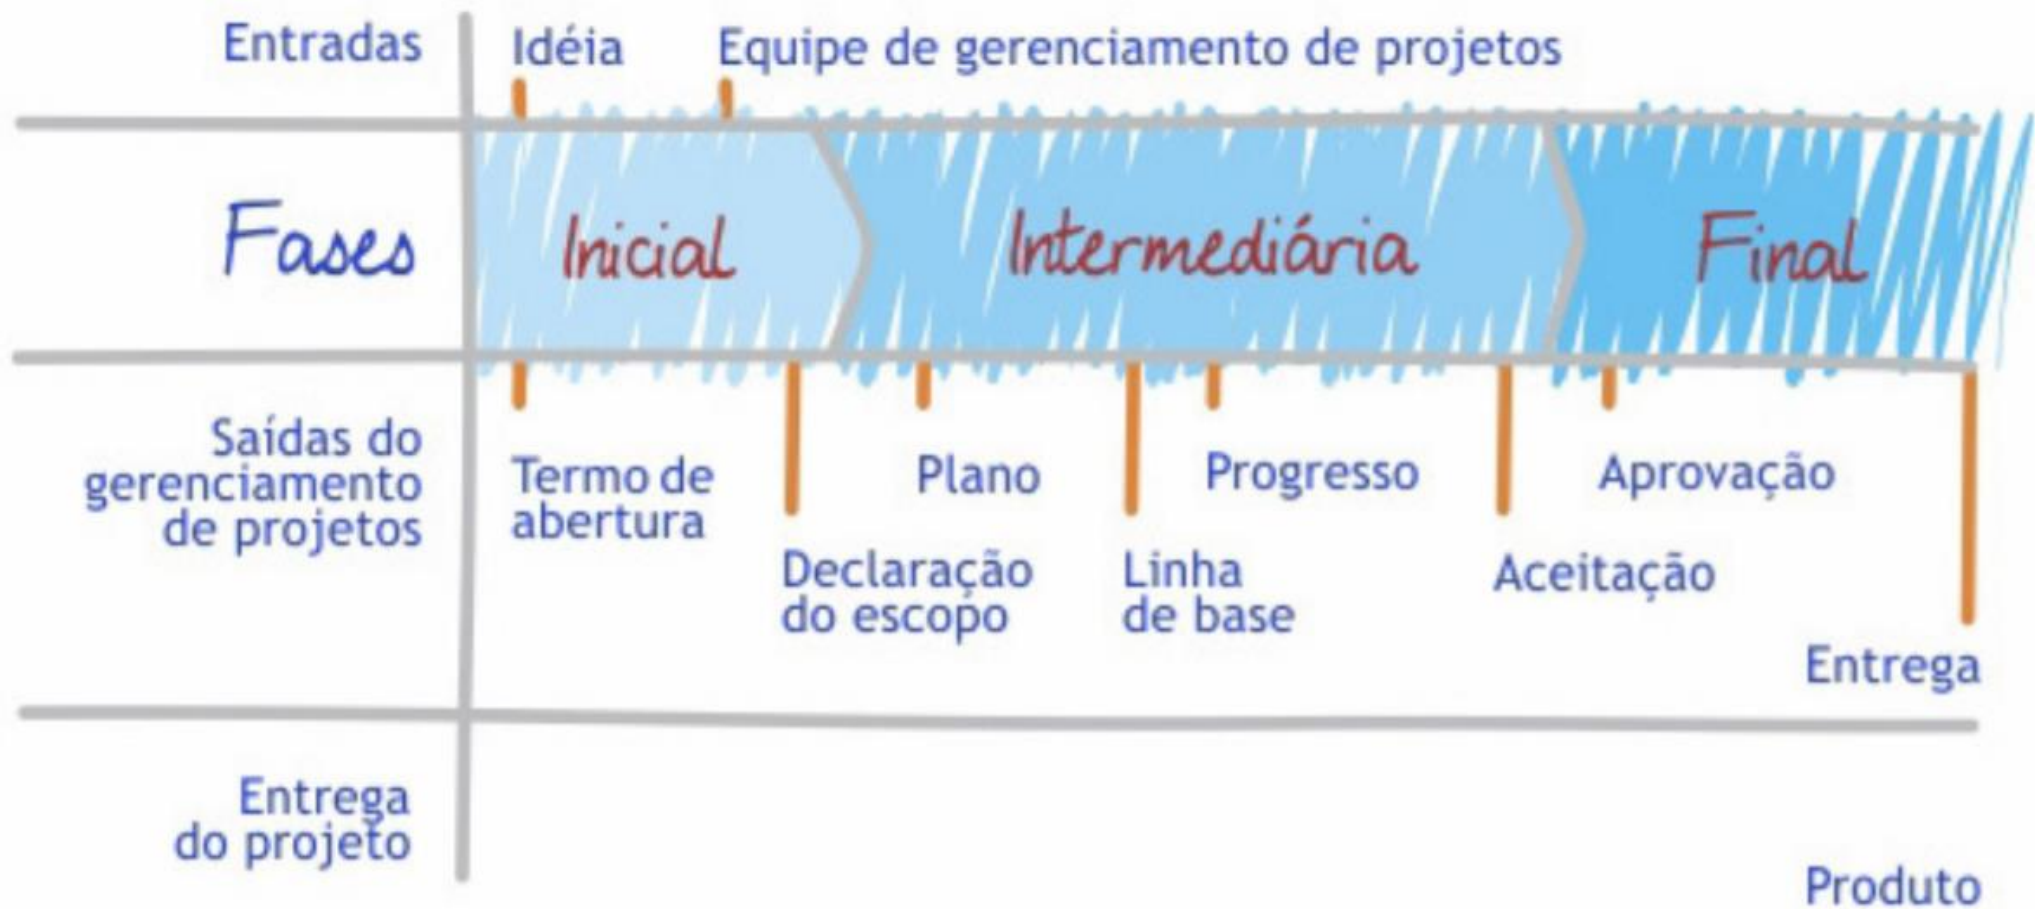 Entradas
Idéia
Equipe de gerenciamento de projetos
Fases
Inicial
Intermediária
Final
Saídas do
gerenciamento
de projetos
Termo de
abertura
Declaração
do escopo
Plano
Linha
de base
Progresso
Aceitação
Aprovação
Entrega
Entrega
do projeto
Produto